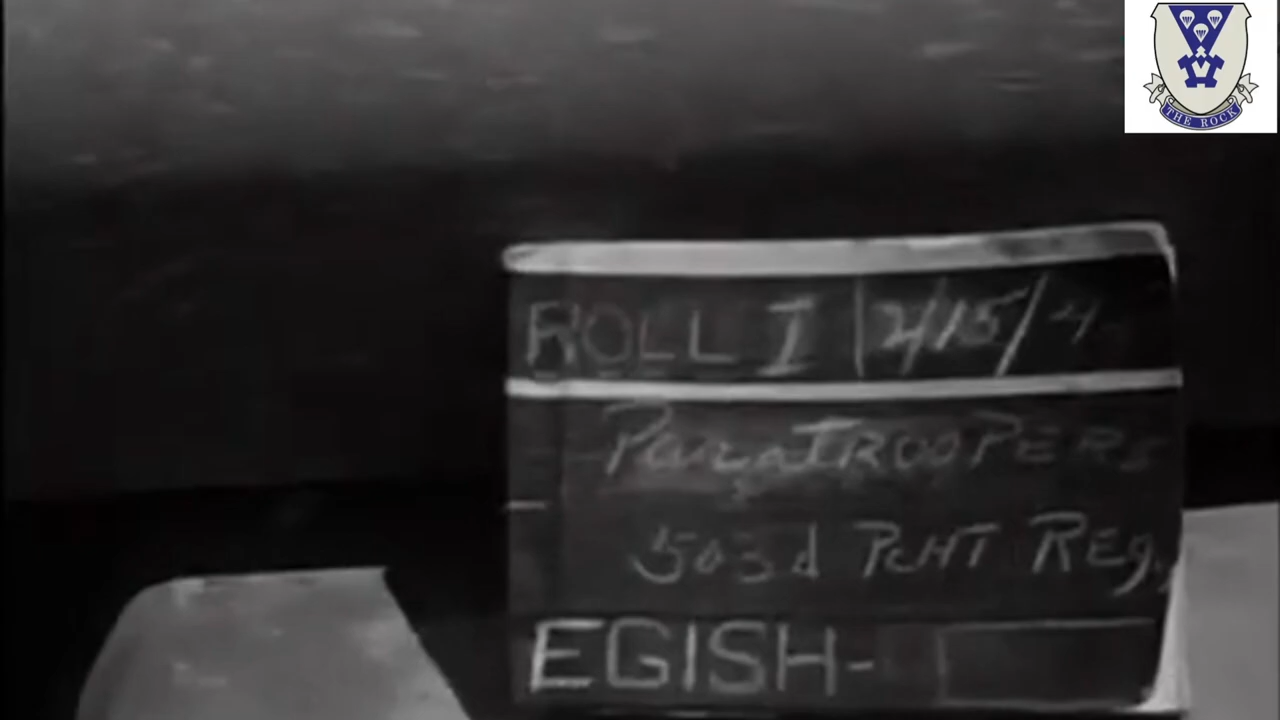 THE ROCK
ROLL I 2/15/4
PARATROOPERS
503d PCHT REG.
EGISH-